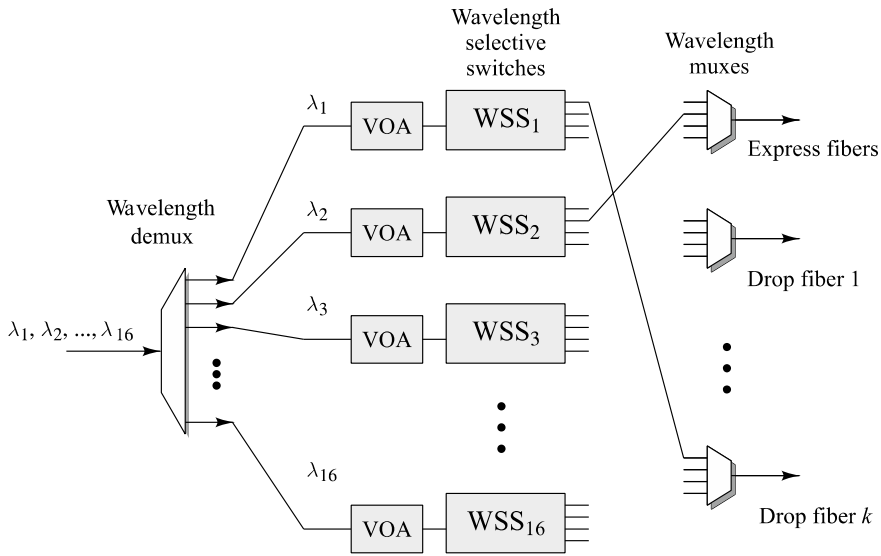 Wavelength
selective
switches
Wavelength
muxes
λ₁
VOA
WSS₁
Express fibers
Wavelength
demux
λ₂
VOA
WSS₂
Drop fiber 1
λ₁, λ₂, ..., λ₁₆
λ₃
VOA
WSS₃
λ₁₆
VOA
WSS₁₆
Drop fiber k